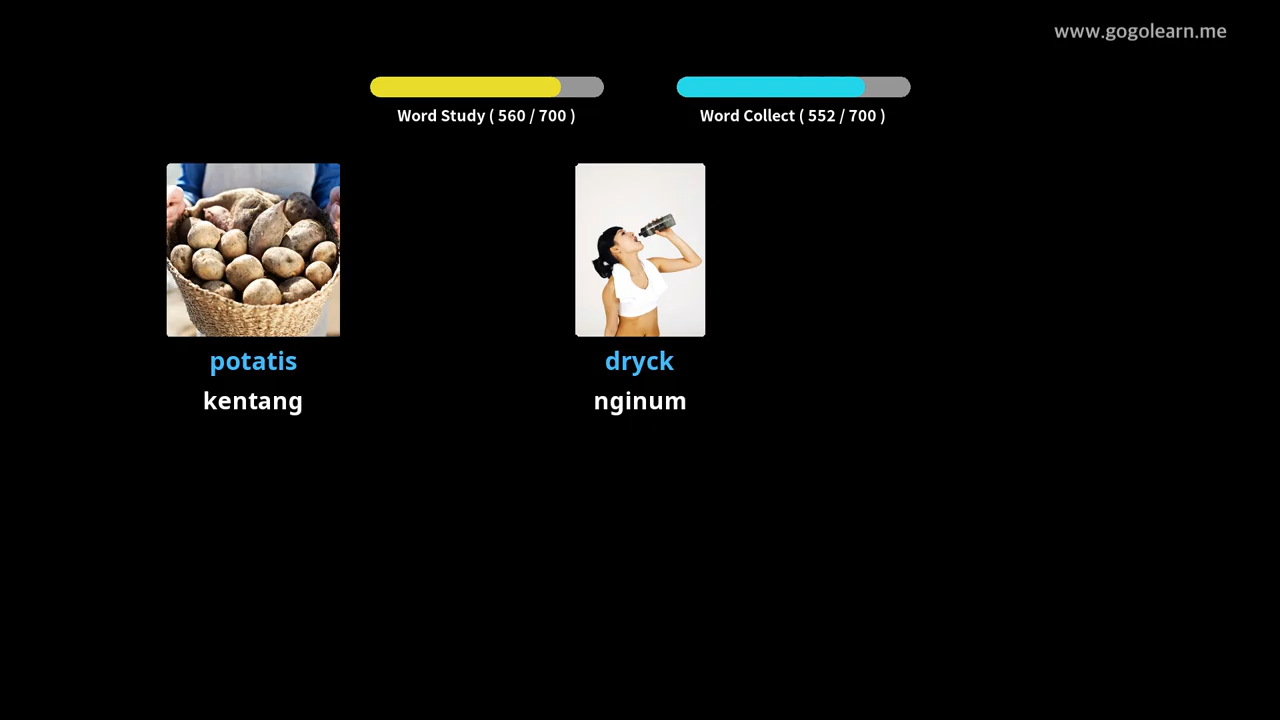 www.gogolearn.me
Word Study ( 560 / 700 )
Word Collect ( 552 / 700 )
potatis
kentang
dryck
nginum